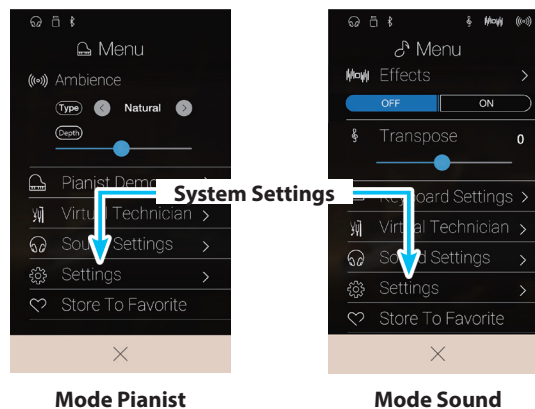 Menu
Ambience
Type
Natural
Depth
Pianist Demo
Virtual Technician
Sound Settings
Settings
Store To Favorite
Mode Pianist
System Settings
Menu
Effects
OFF
ON
Transpose
0
Keyboard Settings
Virtual Technician
Sound Settings
Settings
Store To Favorite
Mode Sound